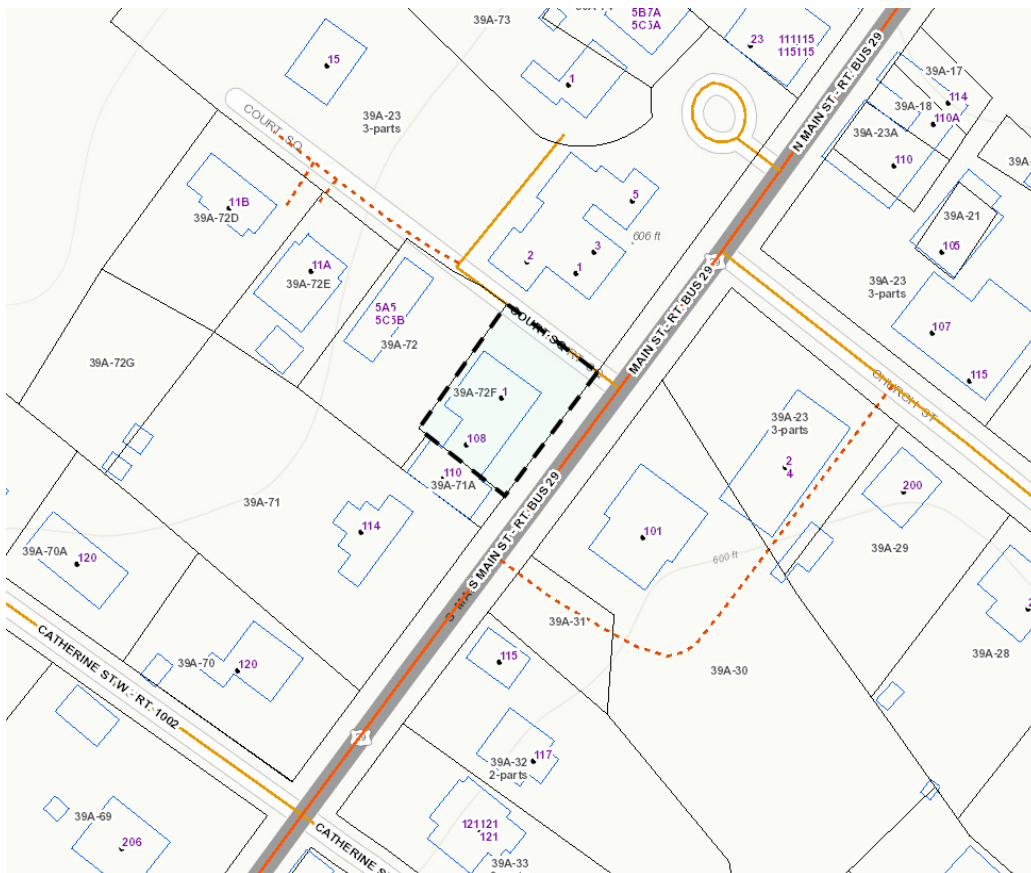 39A-73
5B7A
5C5A
23
111115
115115
15
1
39A-23
3-parts
COURT SQ
N MAIN ST - RT. BUS 29
39A-17
114
39A-18
110A
39A-23A
110
39A-21
105
11B
39A-72D
5
606 ft
3
2
1
11A
39A-72E
29
39A-23
3-parts
5A5
5C5B
39A-72
COURT SQ
MAIN ST - RT. BUS 29
107
115
CHURCH ST
39A-72G
39A-72F
1
108
39A-23
3-parts
2
4
110
39A-71A
200
39A-71
114
101
39A-29
600 ft
39A-70A
120
S MAIN ST - RT. BUS 29
39A-31
39A-28
CATHERINE ST W - RT. 1002
39A-70
120
115
39A-30
29
117
39A-32
2-parts
39A-69
206
121121
121
CATHERINE S
39A-33